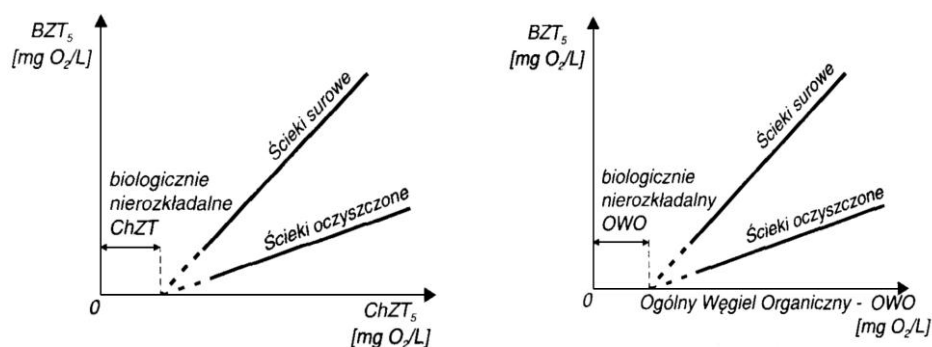 BZT₅
[mg O₂/L]
Ścieki surowe
biologicznie
nierozkładalne
ChZT
Ścieki oczyszczone
0
ChZT₅
[mg O₂/L]
BZT₅
[mg O₂/L]
Ścieki surowe
biologicznie
nierozkładalny
OWO
Ścieki oczyszczone
0
Ogólny Węgiel Organiczny - OWO
[mg O₂/L]